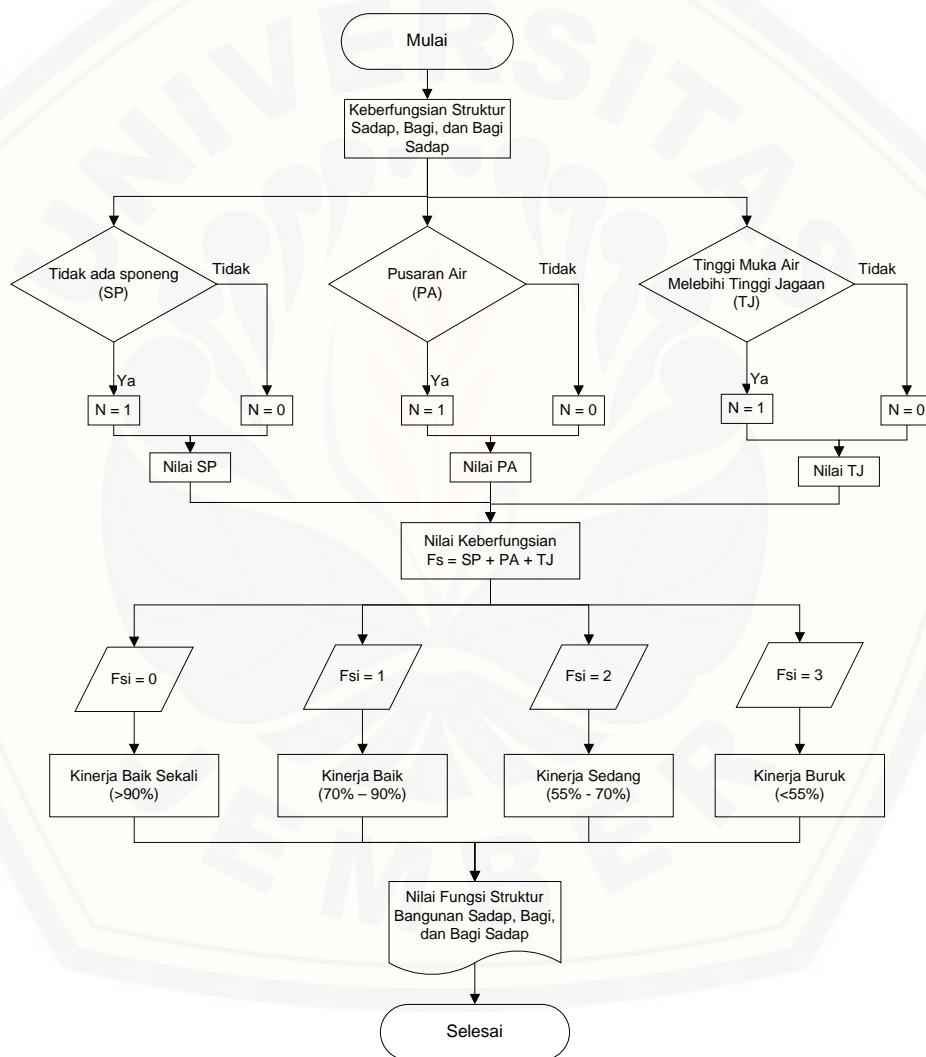 UNIVERSITAS
JEMBER
Mulai
Keberfungsian Struktur
Sadap, Bagi, dan Bagi
Sadap
Tidak ada sponeng
(SP)
Tidak
Pusaran Air
(PA)
Tidak
Tinggi Muka Air
Melebihi Tinggi Jagaan
(TJ)
Tidak
Ya
Ya
Ya
N = 1
N = 0
N = 1
N = 0
N = 1
N = 0
Nilai SP
Nilai PA
Nilai TJ
Nilai Keberfungsian
Fs = SP + PA + TJ
Fsi = 0
Fsi = 1
Fsi = 2
Fsi = 3
Kinerja Baik Sekali
(>90%)
Kinerja Baik
(70% – 90%)
Kinerja Sedang
(55% - 70%)
Kinerja Buruk
(<55%)
Nilai Fungsi Struktur
Bangunan Sadap, Bagi,
dan Bagi Sadap
Selesai